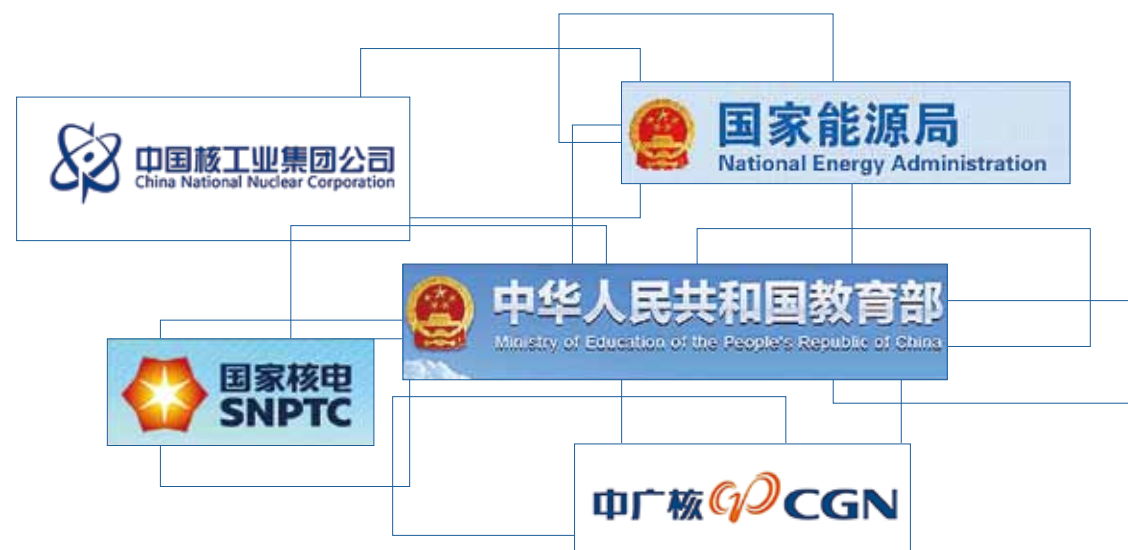 中国核工业集团公司
China National Nuclear Corporation
国家能源局
National Energy Administration
中华人民共和国教育部
Ministry of Education of the People's Republic of China
国家核电
SNPTC
中广核 CGN